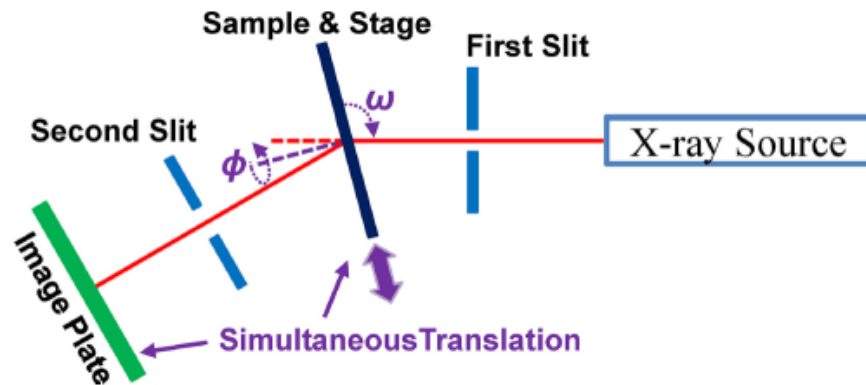 Sample & Stage
First Slit
ω
Second Slit
X-ray Source
ϕ
Image Plate
SimultaneousTranslation